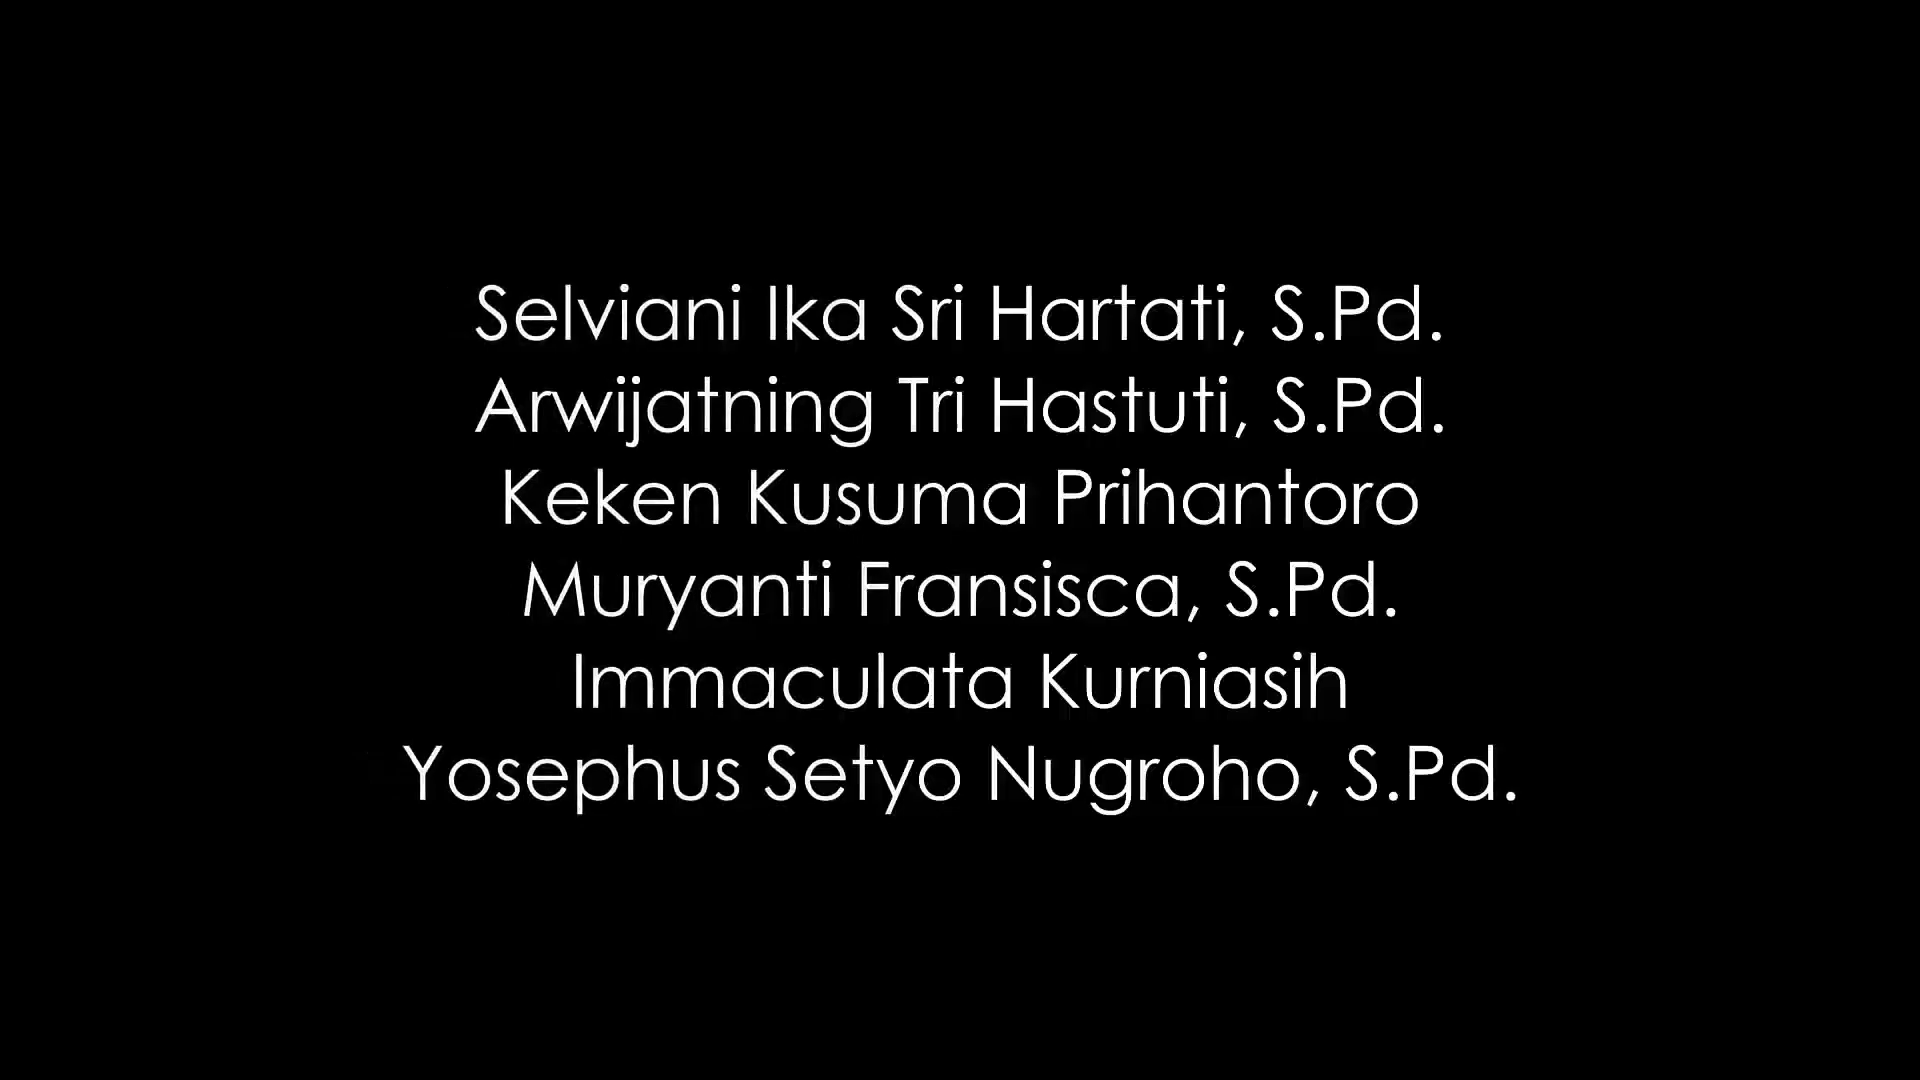 Selviani Ika Sri Hartati, S.Pd.
Arwijatning Tri Hastuti, S.Pd.
Keken Kusuma Prihantoro
Muryanti Fransisca, S.Pd.
Immaculata Kurniasih
Yosephus Setyo Nugroho, S.Pd.